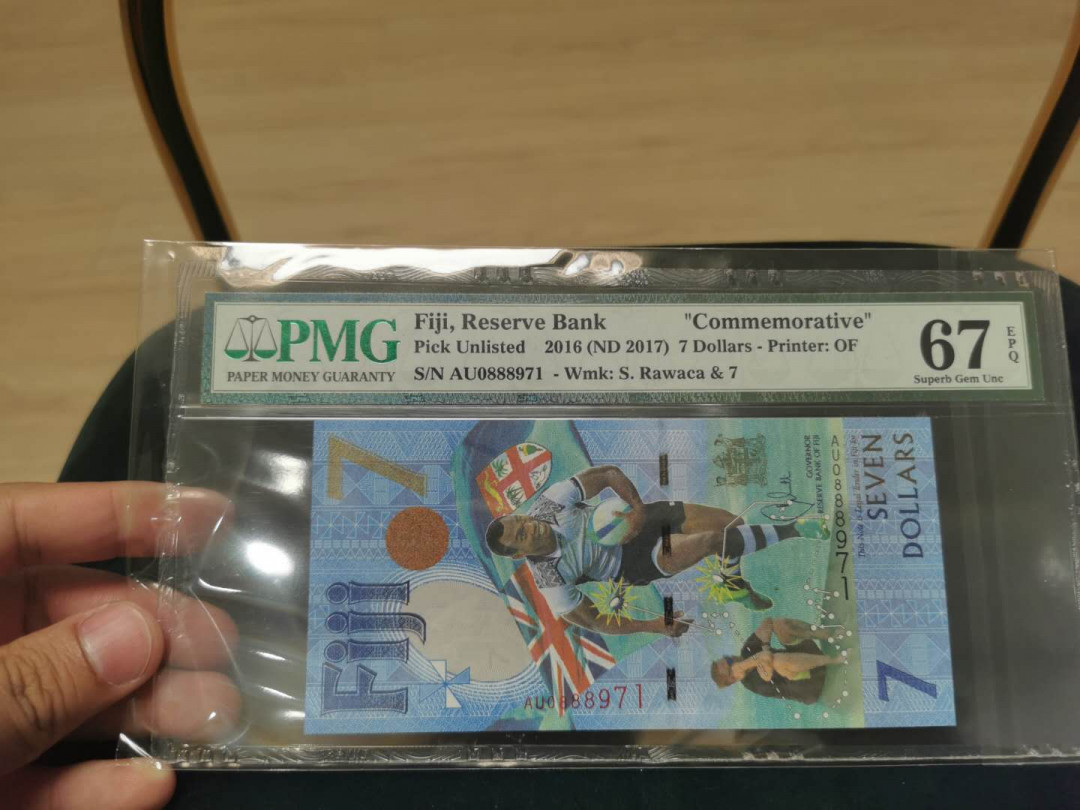 PMG
PAPER MONEY GUARANTY
Fiji, Reserve Bank "Commemorative"
Pick Unlisted 2016 (ND 2017) 7 Dollars - Printer: OF
S/N AU0888971 - Wmk: S. Rawaca & 7
67
EPQ
Superb Gem Unc
7
Fiji
AU0888971
GOVERNOR
RESERVE BANK OF FIJI
AU0888971
SEVEN
DOLLARS
7